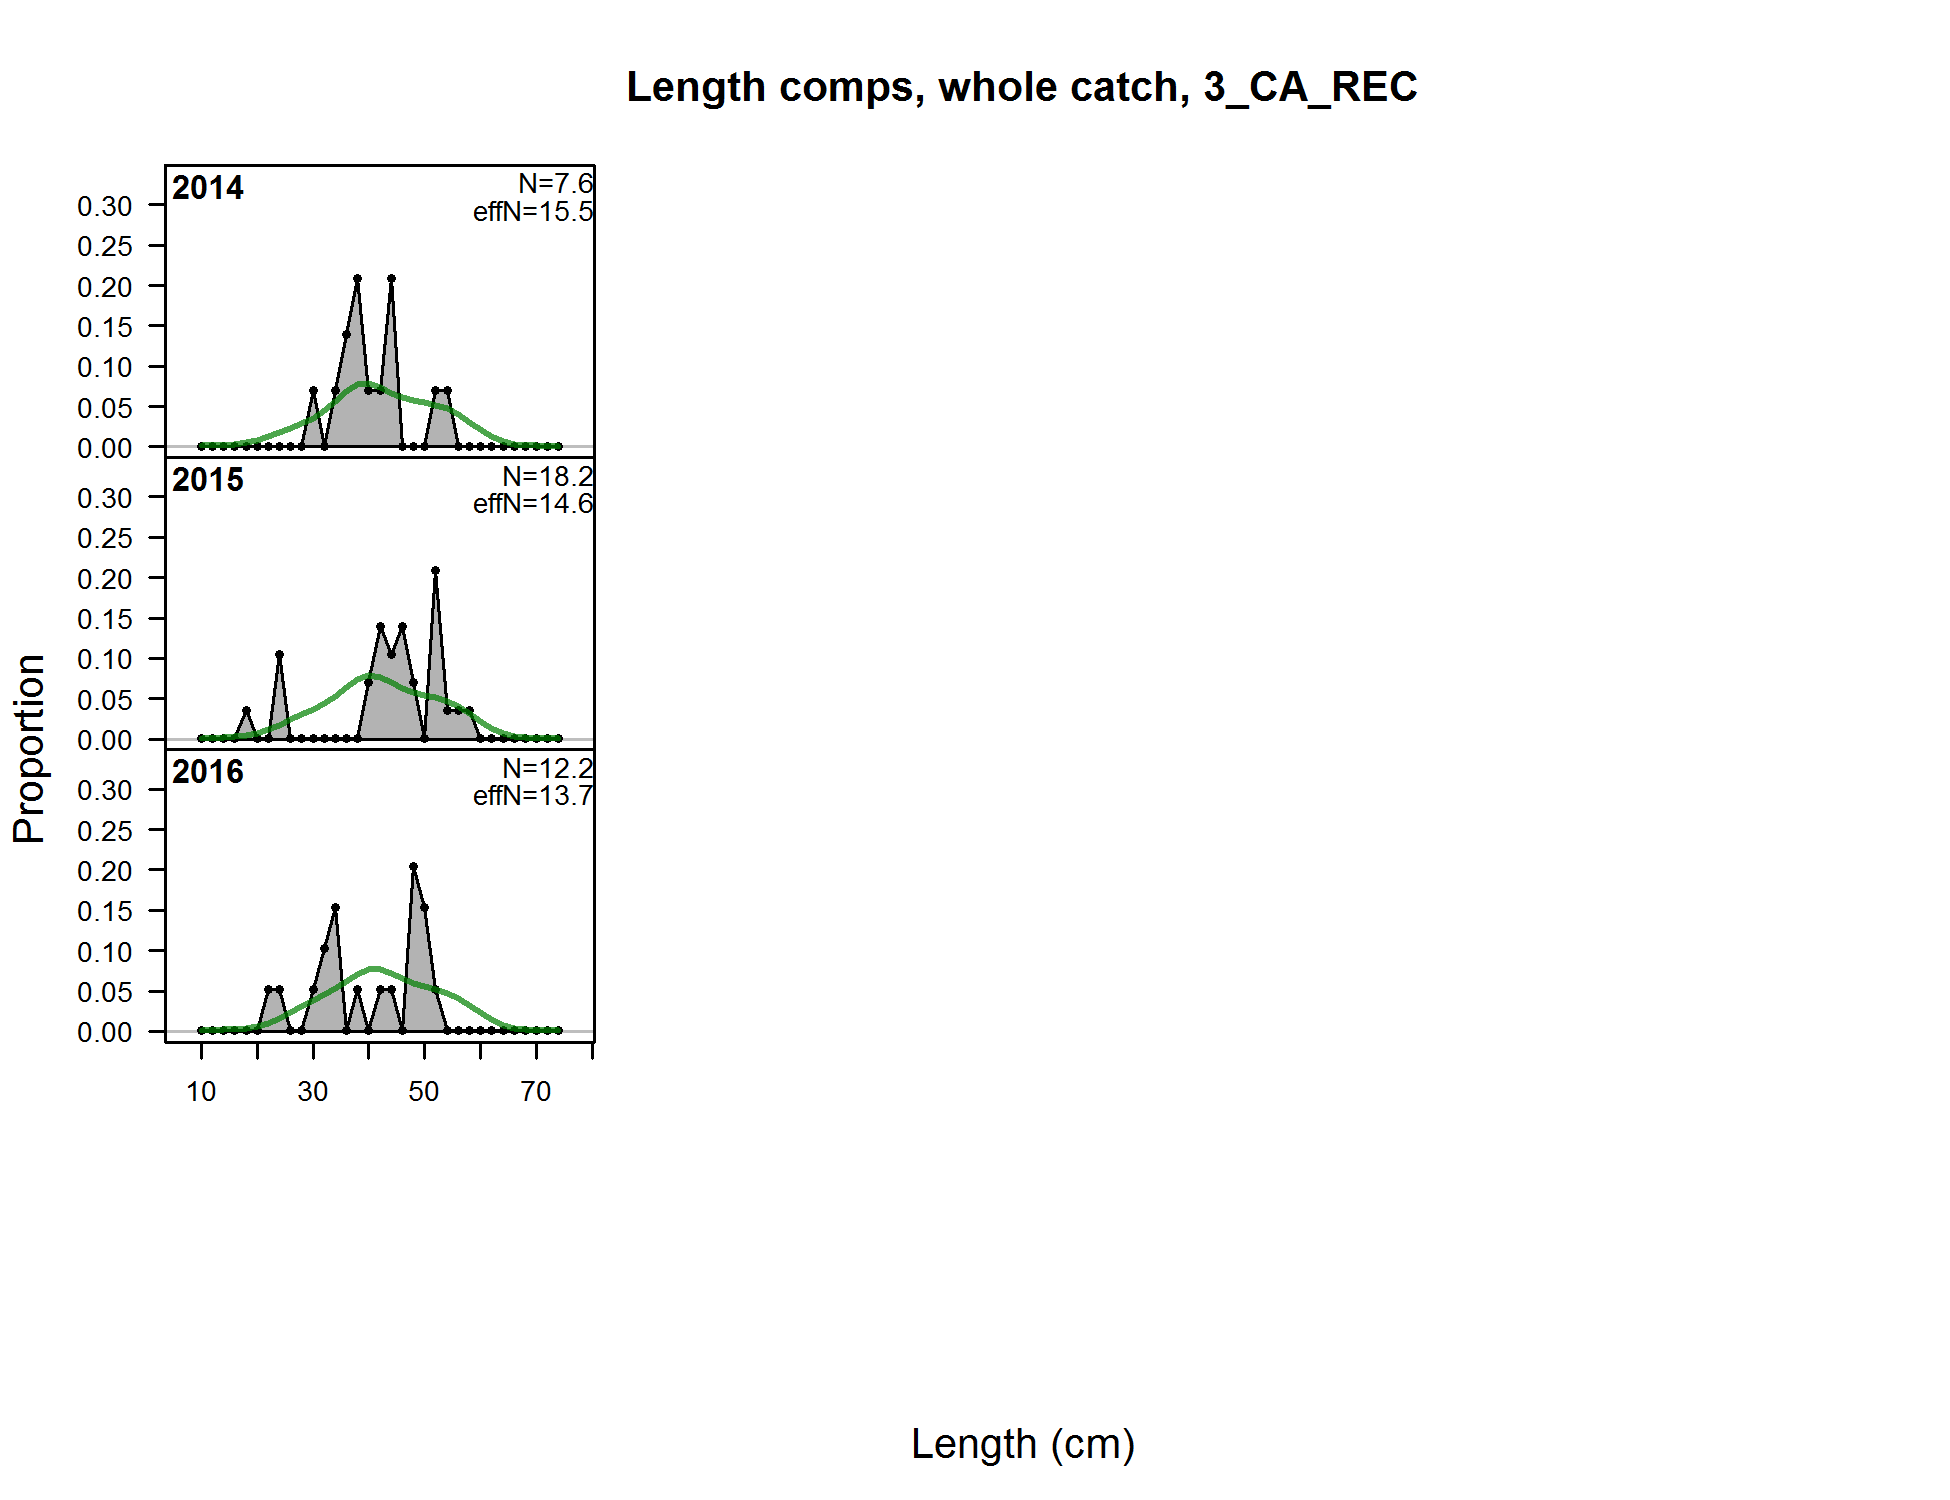 Length comps, whole catch, 3_CA_REC
2014
N=7.6
effN=15.5
0.30
0.25
0.20
0.15
0.10
0.05
0.00
2015
N=18.2
effN=14.6
0.30
0.25
0.20
0.15
0.10
0.05
0.00
2016
N=12.2
effN=13.7
0.30
0.25
0.20
0.15
0.10
0.05
0.00
10 30 50 70
Proportion
Length (cm)